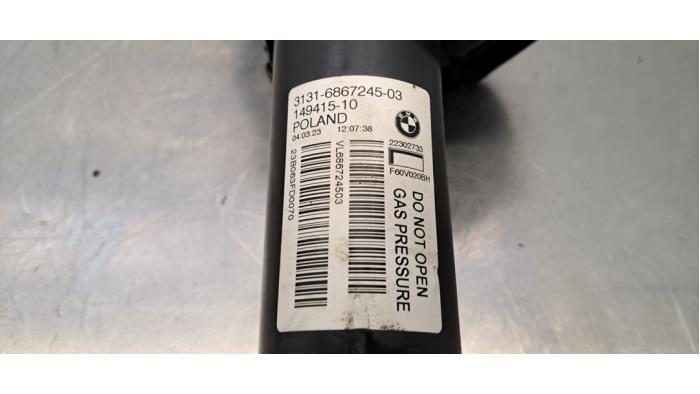 3131-6867245-03
149415-10
POLAND
04:03:23 12:07:38
BMW
22302733
F60V020BH
DO NOT OPEN
GAS PRESSURE
VL686724503
23B063FD0070